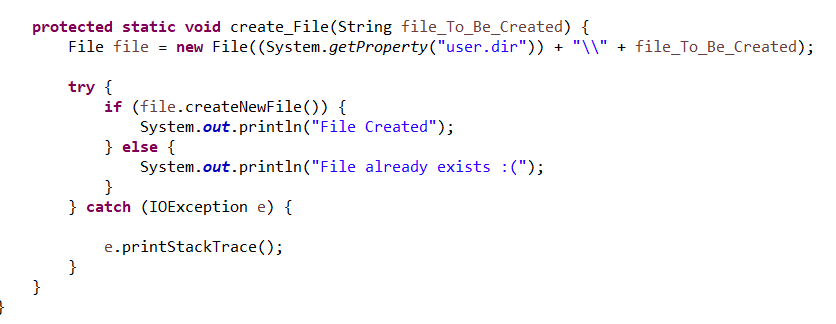 protected static void create_File(String file_To_Be_Created) {
File file = new File((System.getProperty("user.dir")) + "\\" + file_To_Be_Created);
try {
if (file.createNewFile()) {
System.out.println("File Created");
} else {
System.out.println("File already exists :(");
}
} catch (IOException e) {
e.printStackTrace();
}
}
}